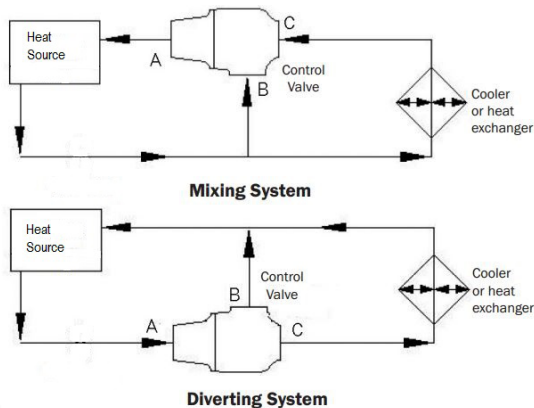 Heat
Source
A
C
B
Control
Valve
Cooler
or heat
exchanger
Mixing System
Heat
Source
A
B
Control
Valve
C
Cooler
or heat
exchanger
Diverting System